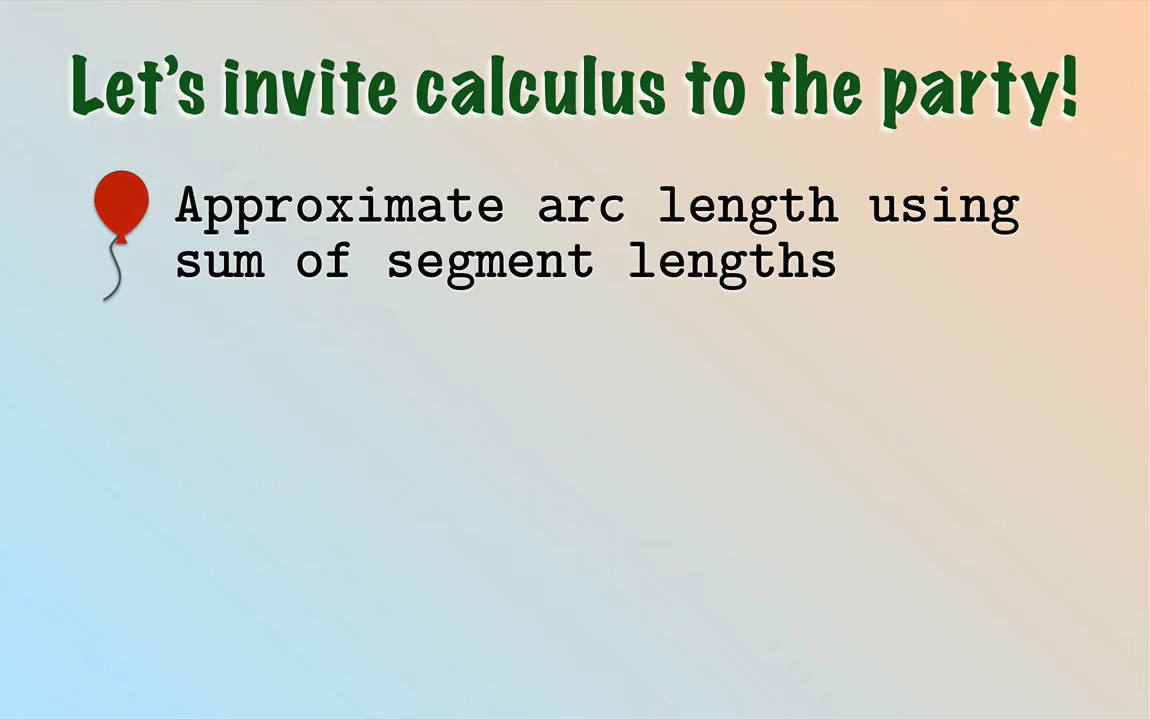 Let’s invite calculus to the party!
Approximate arc length using
sum of segment lengths